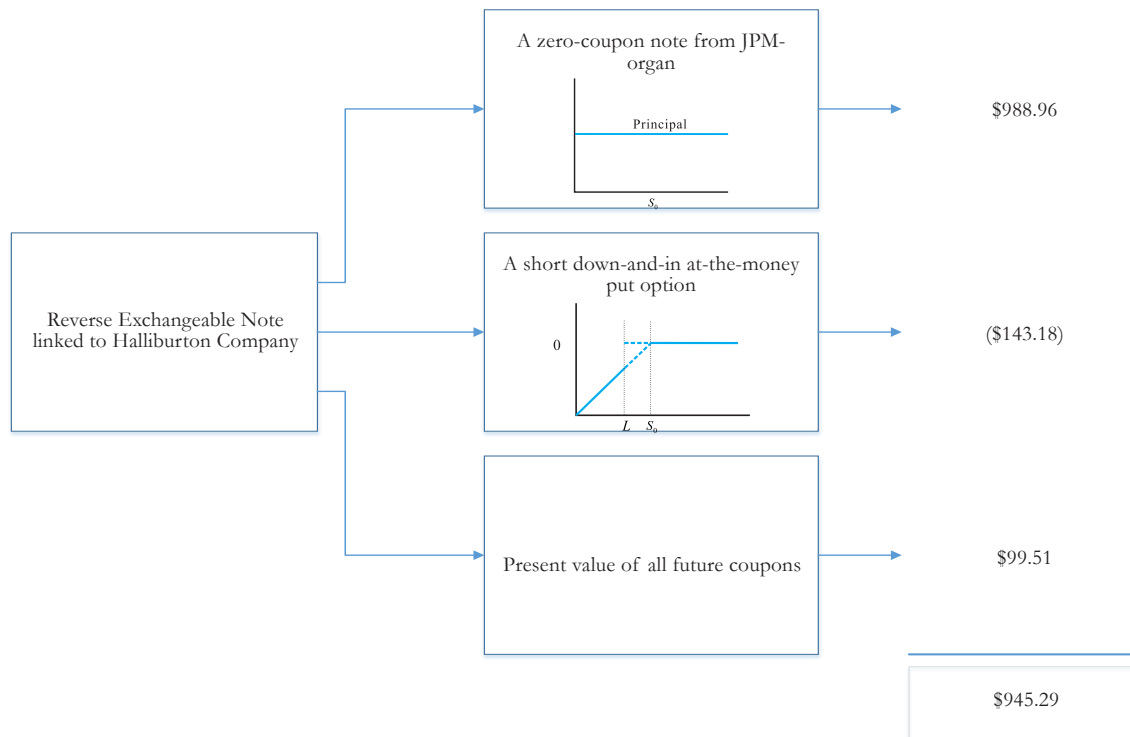 A zero-coupon note from JPM-
organ
Principal
S₀
$988.96
Reverse Exchangeable Note
linked to Halliburton Company
A short down-and-in at-the-money
put option
0
L S₀
($143.18)
Present value of all future coupons
$99.51
$945.29